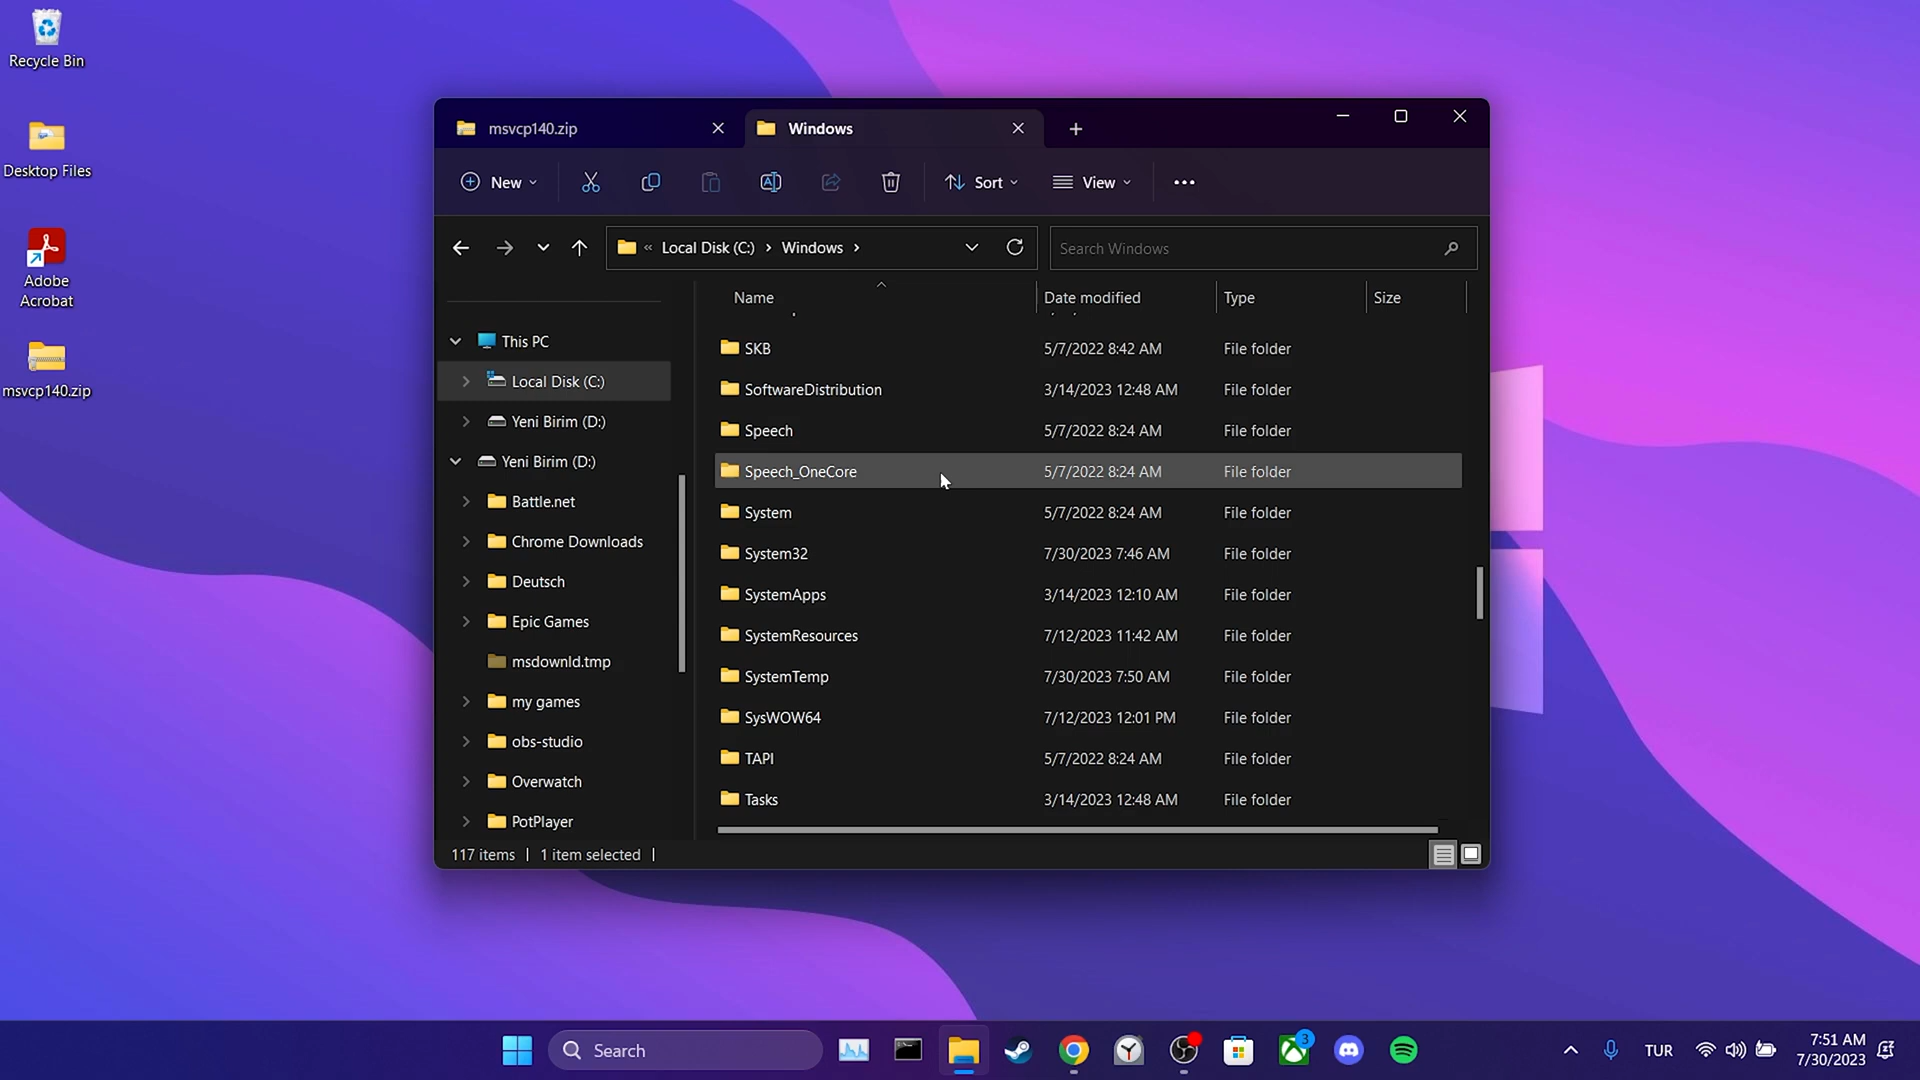 Recycle Bin
Desktop Files
Adobe
Acrobat
msvcp140.zip
msvcp140.zip
Windows
New
Sort
View
« Local Disk (C:) › Windows ›
Search Windows
Name
Date modified
Type
Size
This PC
Local Disk (C:)
Yeni Birim (D:)
Yeni Birim (D:)
Battle.net
Chrome Downloads
Deutsch
Epic Games
msdownld.tmp
my games
obs-studio
Overwatch
PotPlayer
SKB 5/7/2022 8:42 AM File folder
SoftwareDistribution 3/14/2023 12:48 AM File folder
Speech 5/7/2022 8:24 AM File folder
Speech_OneCore 5/7/2022 8:24 AM File folder
System 5/7/2022 8:24 AM File folder
System32 7/30/2023 7:46 AM File folder
SystemApps 3/14/2023 12:10 AM File folder
SystemResources 7/12/2023 11:42 AM File folder
SystemTemp 7/30/2023 7:50 AM File folder
SysWOW64 7/12/2023 12:01 PM File folder
TAPI 5/7/2022 8:24 AM File folder
Tasks 3/14/2023 12:48 AM File folder
117 items | 1 item selected |
Search
3
TUR
7:51 AM
7/30/2023